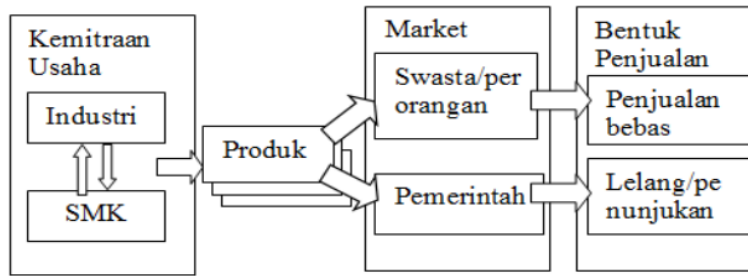 Kemitraan
Usaha
Industri
SMK
Produk
Market
Swasta/per
orangan
Pemerintah
Bentuk
Penjualan
Penjualan
bebas
Lelang/pe
nunjukan